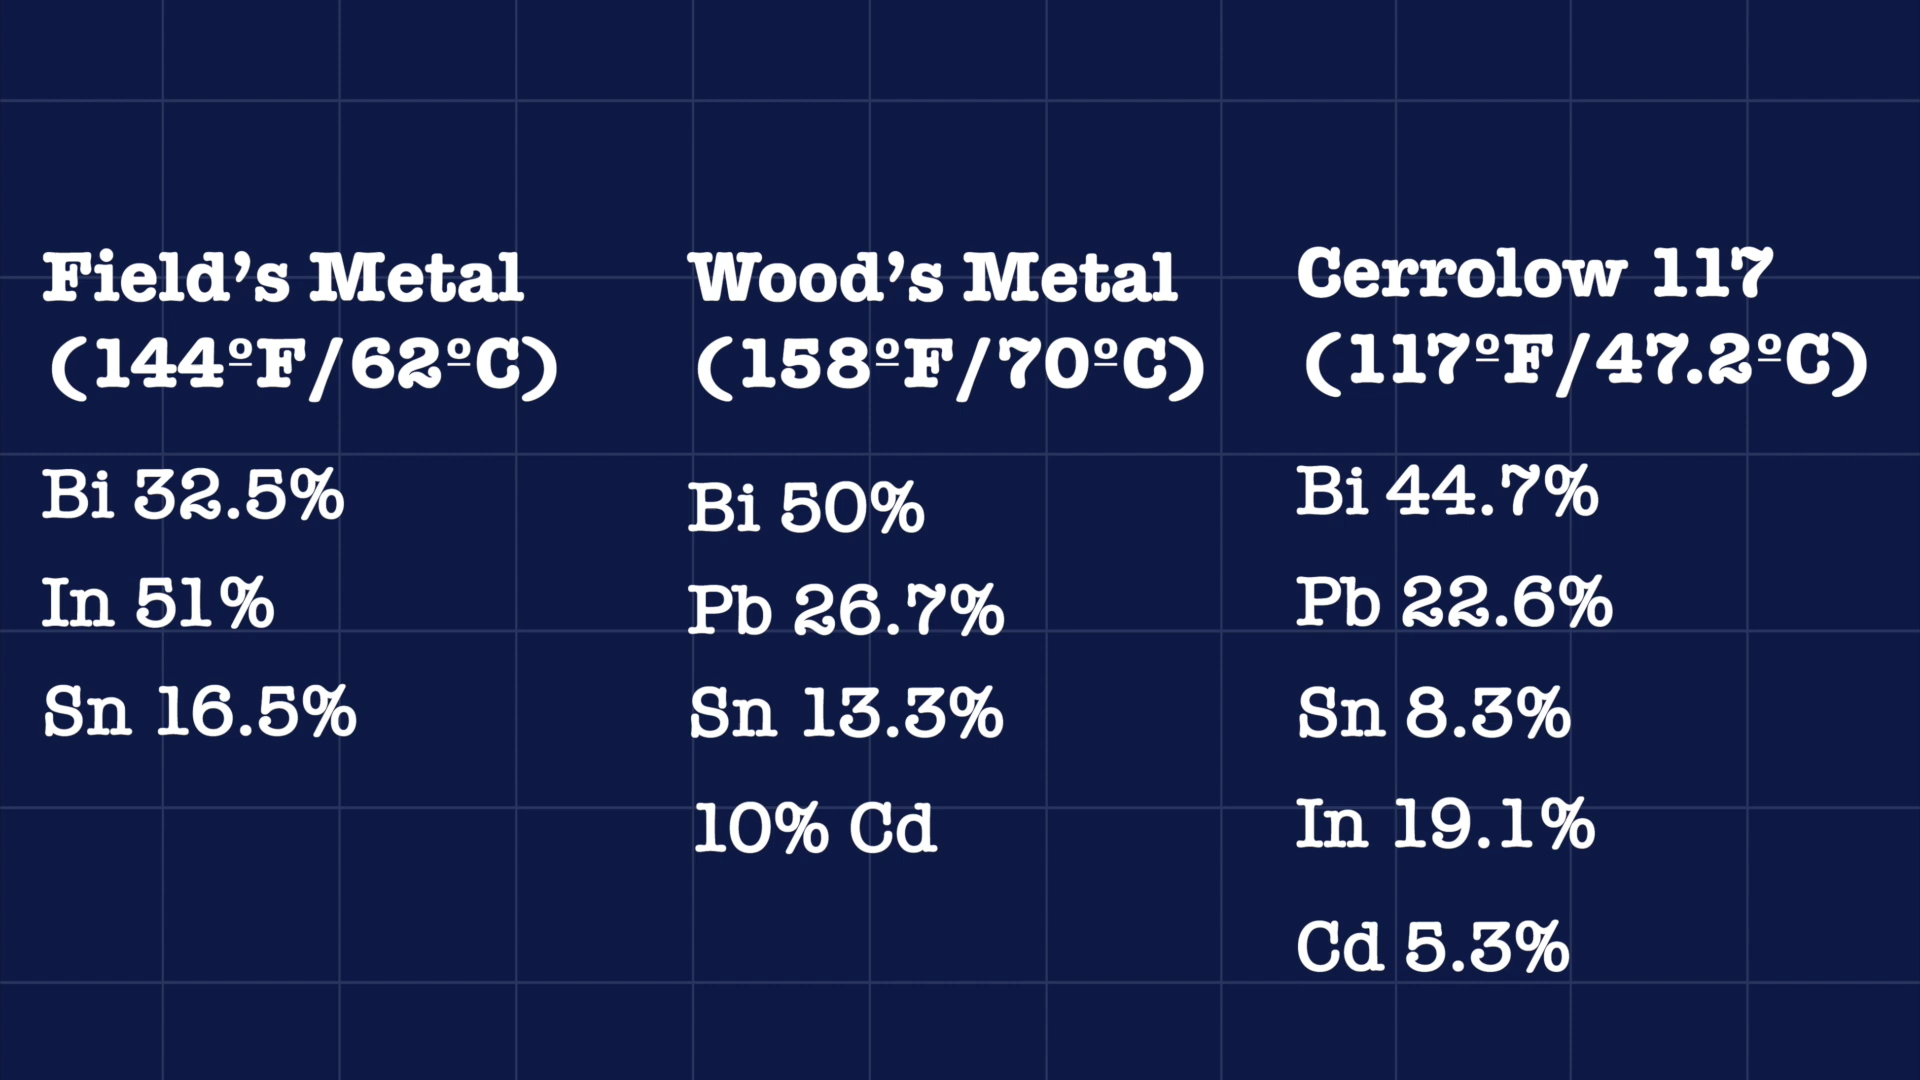 Field’s Metal
(144ºF/62ºC)
Bi 32.5%
In 51%
Sn 16.5%
Wood’s Metal
(158ºF/70ºC)
Bi 50%
Pb 26.7%
Sn 13.3%
10% Cd
Cerrolow 117
(117ºF/47.2ºC)
Bi 44.7%
Pb 22.6%
Sn 8.3%
In 19.1%
Cd 5.3%